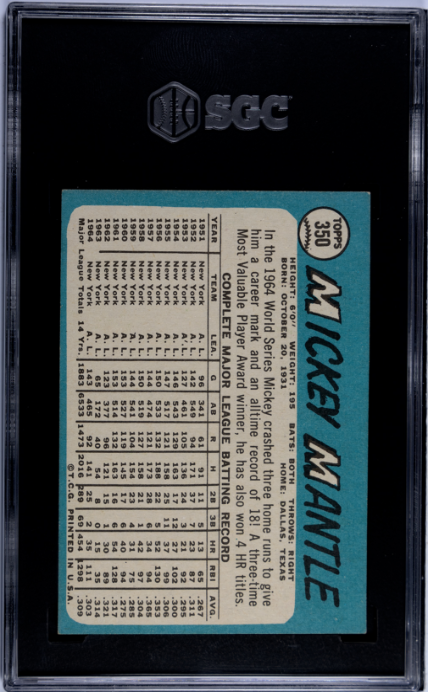 SGC
TOPPS
350
MICKEY MANTLE
HEIGHT: 6'0" WEIGHT: 195 BATS: BOTH THROWS: RIGHT
BORN: OCTOBER 20, 1931 HOME: DALLAS, TEXAS
In the 1964 World Series Mickey crashed three home runs to give
him a career mark and an alltime record of 18! A three-time
Most Valuable Player Award winner, he has also won 4 HR titles.
COMPLETE MAJOR LEAGUE BATTING RECORD
YEAR TEAM LEA. G AB R H 2B 3B HR RBI AVG.
1951 New York A. L. 96 341 61 91 11 5 13 65 .267
1952 New York A. L. 142 549 94 171 37 7 23 87 .311
1953 New York A. L. 127 461 105 136 24 3 21 92 .295
1954 New York A. L. 146 543 129 163 17 12 27 102 .300
1955 New York A. L. 147 517 121 158 25 11 37 99 .306
1956 New York A. L. 150 533 132 188 22 5 52 130 .353
1957 New York A. L. 144 474 121 173 28 6 34 94 .365
1958 New York A. L. 150 519 127 158 21 1 42 97 .304
1959 New York A. L. 144 541 104 154 23 4 31 75 .285
1960 New York A. L. 153 527 119 145 17 6 40 94 .275
1961 New York A. L. 153 514 132 163 16 6 54 128 .317
1962 New York A. L. 123 377 96 121 15 1 30 89 .321
1963 New York A. L. 65 172 40 54 8 0 15 35 .314
1964 New York A. L. 143 465 92 141 25 2 35 111 .303
Major League Totals 14 Yrs. 1883 6533 1473 2016 289 69 454 1298 .309
©T.C.G. PRINTED IN U.S.A.